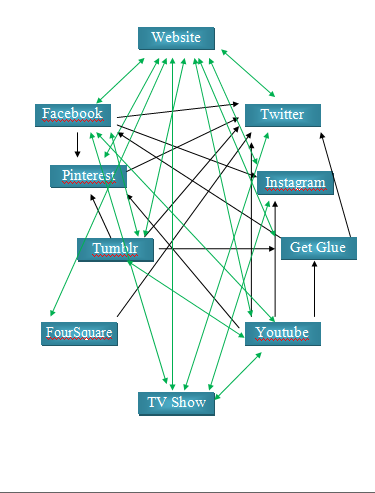 Website
Facebook
Twitter
Pinterest
Instagram
Tumblr
Get Glue
FourSquare
Youtube
TV Show